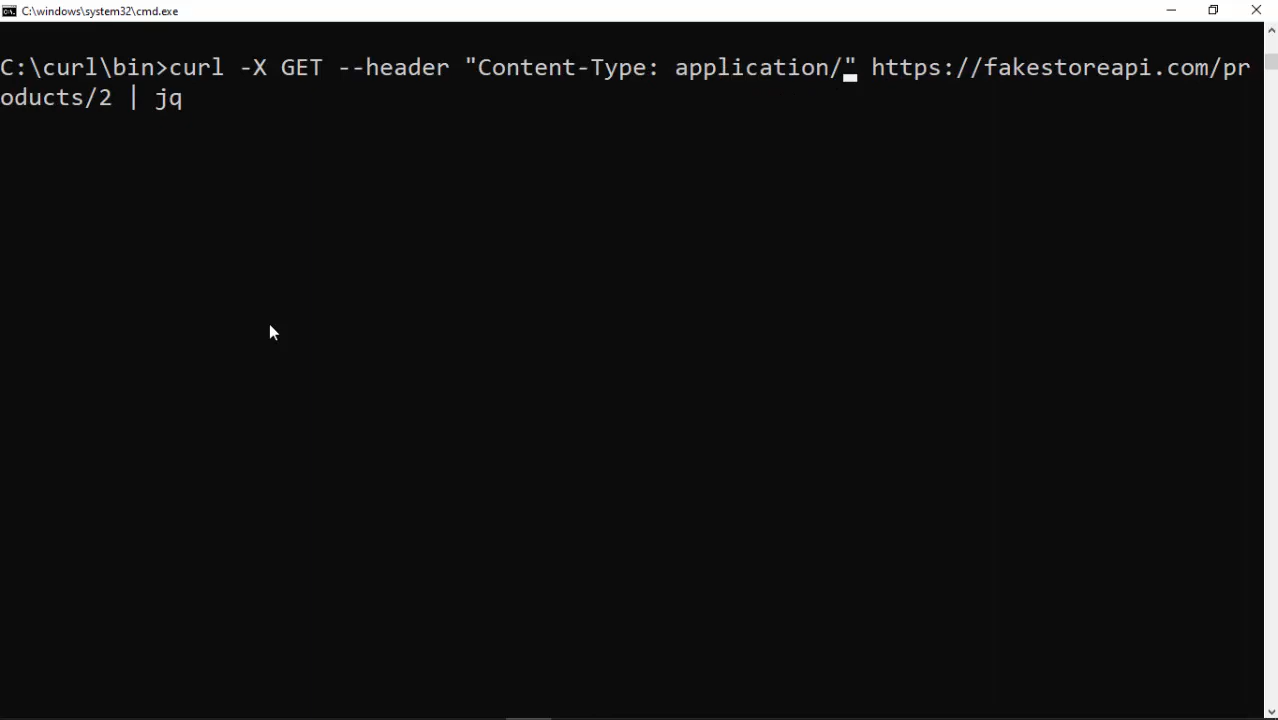 C:\windows\system32\cmd.exe
C:\curl\bin>curl -X GET --header "Content-Type: application/" https://fakestoreapi.com/pr
oducts/2 | jq